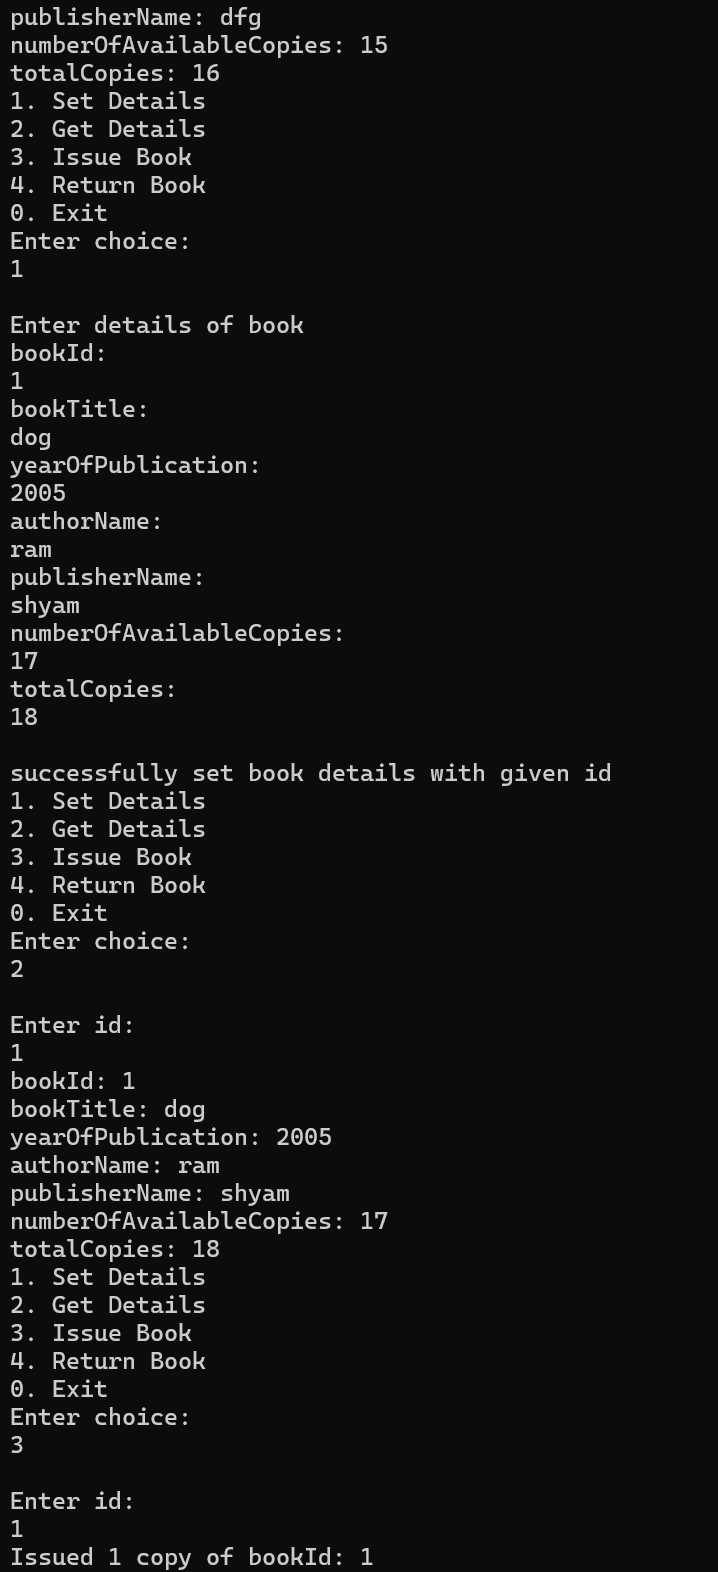 publisherName: dfg
numberOfAvailableCopies: 15
totalCopies: 16
1. Set Details
2. Get Details
3. Issue Book
4. Return Book
0. Exit
Enter choice:
1
Enter details of book
bookId:
1
bookTitle:
dog
yearOfPublication:
2005
authorName:
ram
publisherName:
shyam
numberOfAvailableCopies:
17
totalCopies:
18
successfully set book details with given id
1. Set Details
2. Get Details
3. Issue Book
4. Return Book
0. Exit
Enter choice:
2
Enter id:
1
bookId: 1
bookTitle: dog
yearOfPublication: 2005
authorName: ram
publisherName: shyam
numberOfAvailableCopies: 17
totalCopies: 18
1. Set Details
2. Get Details
3. Issue Book
4. Return Book
0. Exit
Enter choice:
3
Enter id:
1
Issued 1 copy of bookId: 1